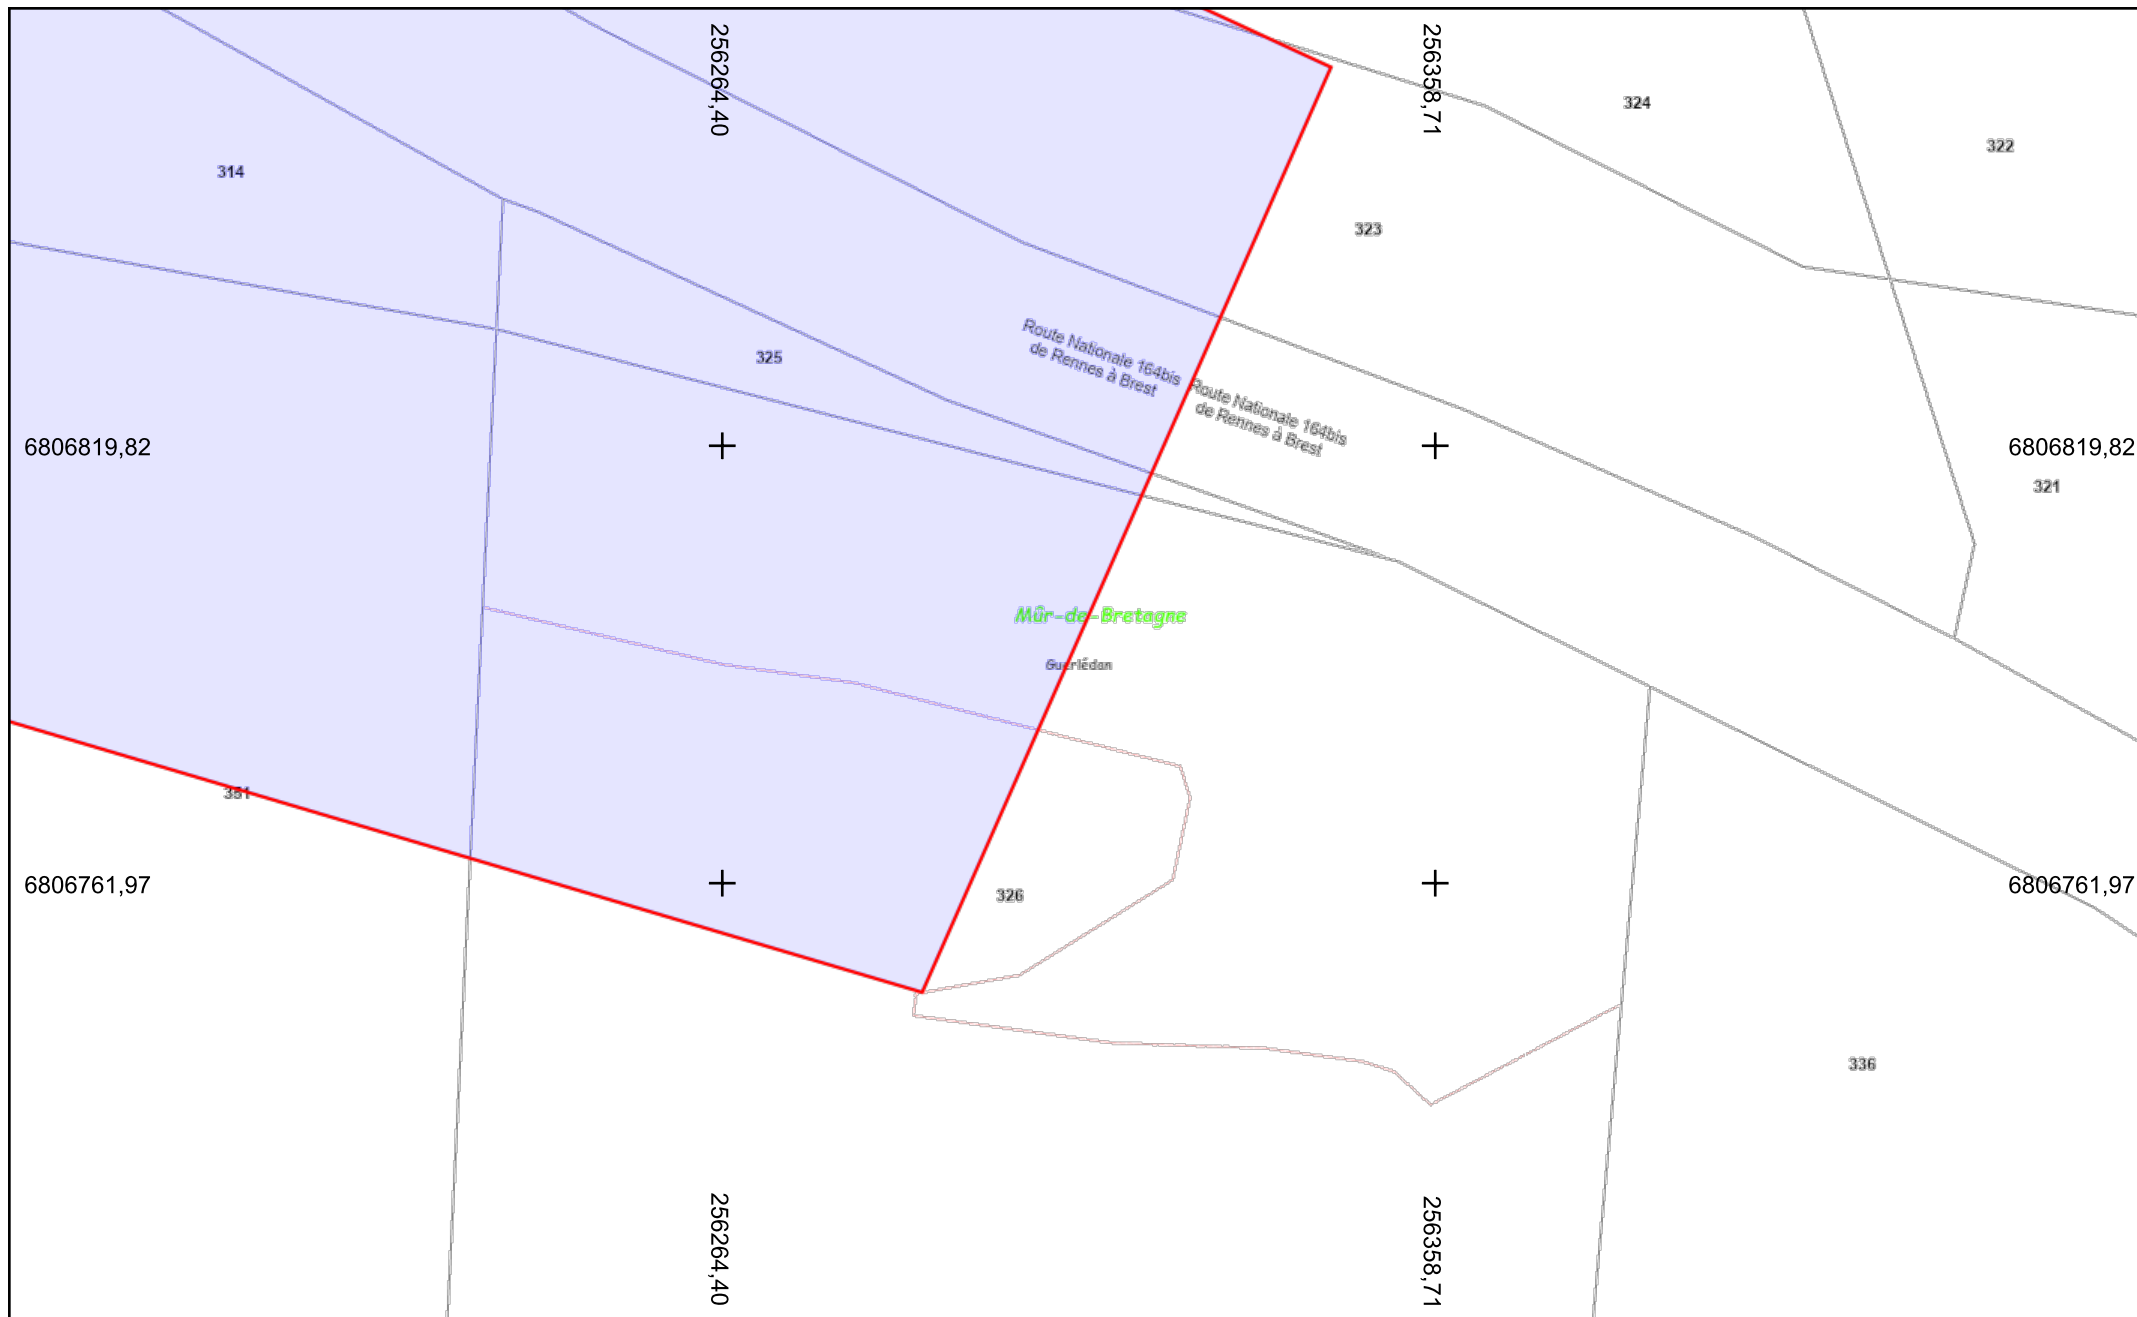 256264,40
256358,71
324
322
314
323
Route Nationale 164bis
de Rennes à Brest
325
Route Nationale 164bis
de Rennes à Brest
6806819,82
6806819,82
321
Mûr-de-Bretagne
Guerlédan
351
6806761,97
6806761,97
326
336
256264,40
256358,71